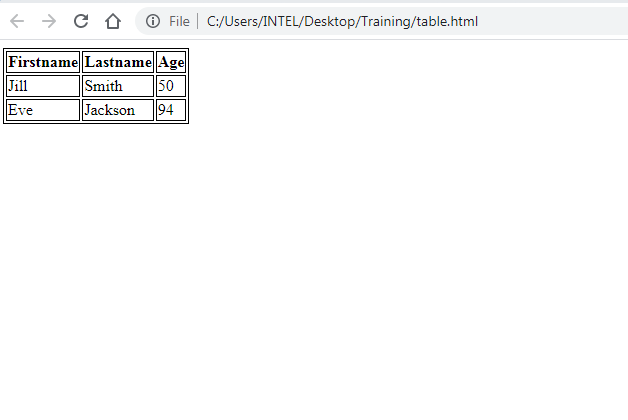 File C:/Users/INTEL/Desktop/Training/table.html
Firstname Lastname Age
Jill Smith 50
Eve Jackson 94